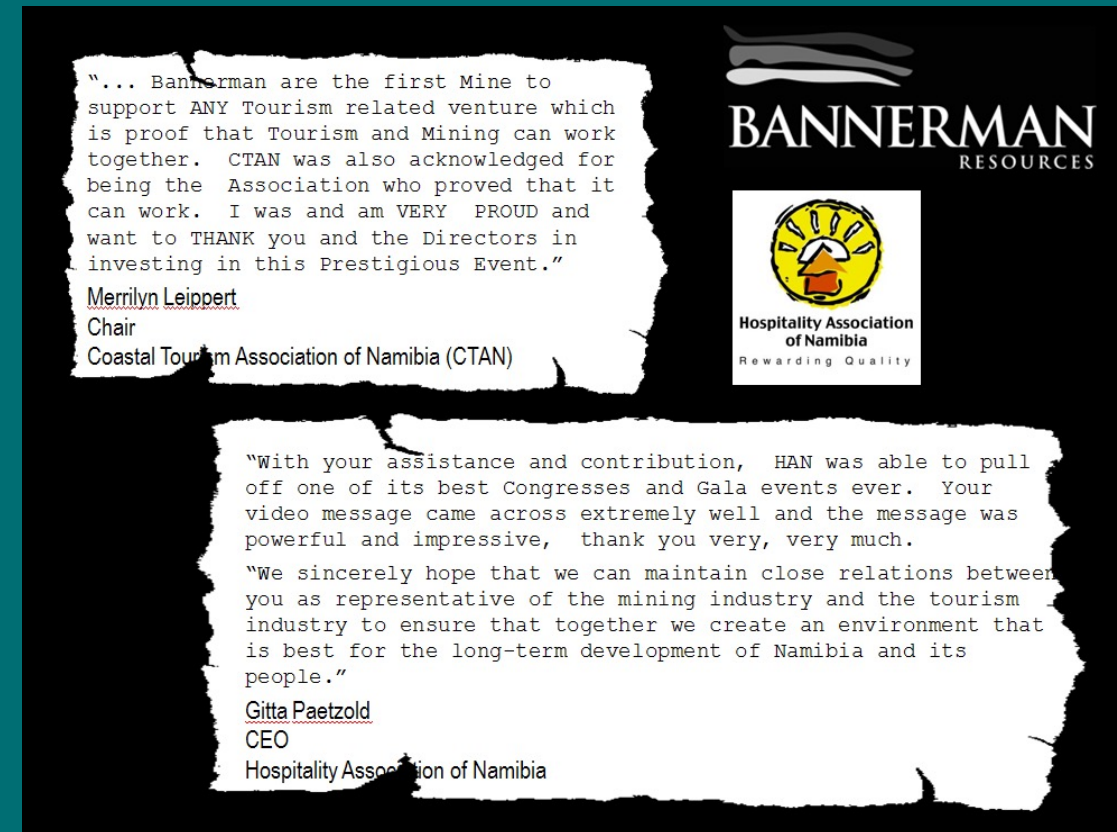 "... Bannerman are the first Mine to
support ANY Tourism related venture which
is proof that Tourism and Mining can work
together.  CTAN was also acknowledged for
being the  Association who proved that it
can work.  I was and am VERY  PROUD and
want to THANK you and the Directors in
investing in this Prestigious Event."
Merrilyn Leippert
Chair
Coastal Tourism Association of Namibia (CTAN)
BANNERMAN
RESOURCES
Hospitality Association
of Namibia
Rewarding Quality
"With your assistance and contribution,  HAN was able to pull
off one of its best Congresses and Gala events ever.  Your
video message came across extremely well and the message was
powerful and impressive,  thank you very, very much.
"We sincerely hope that we can maintain close relations between
you as representative of the mining industry and the tourism
industry to ensure that together we create an environment that
is best for the long-term development of Namibia and its
people."
Gitta Paetzold
CEO
Hospitality Association of Namibia